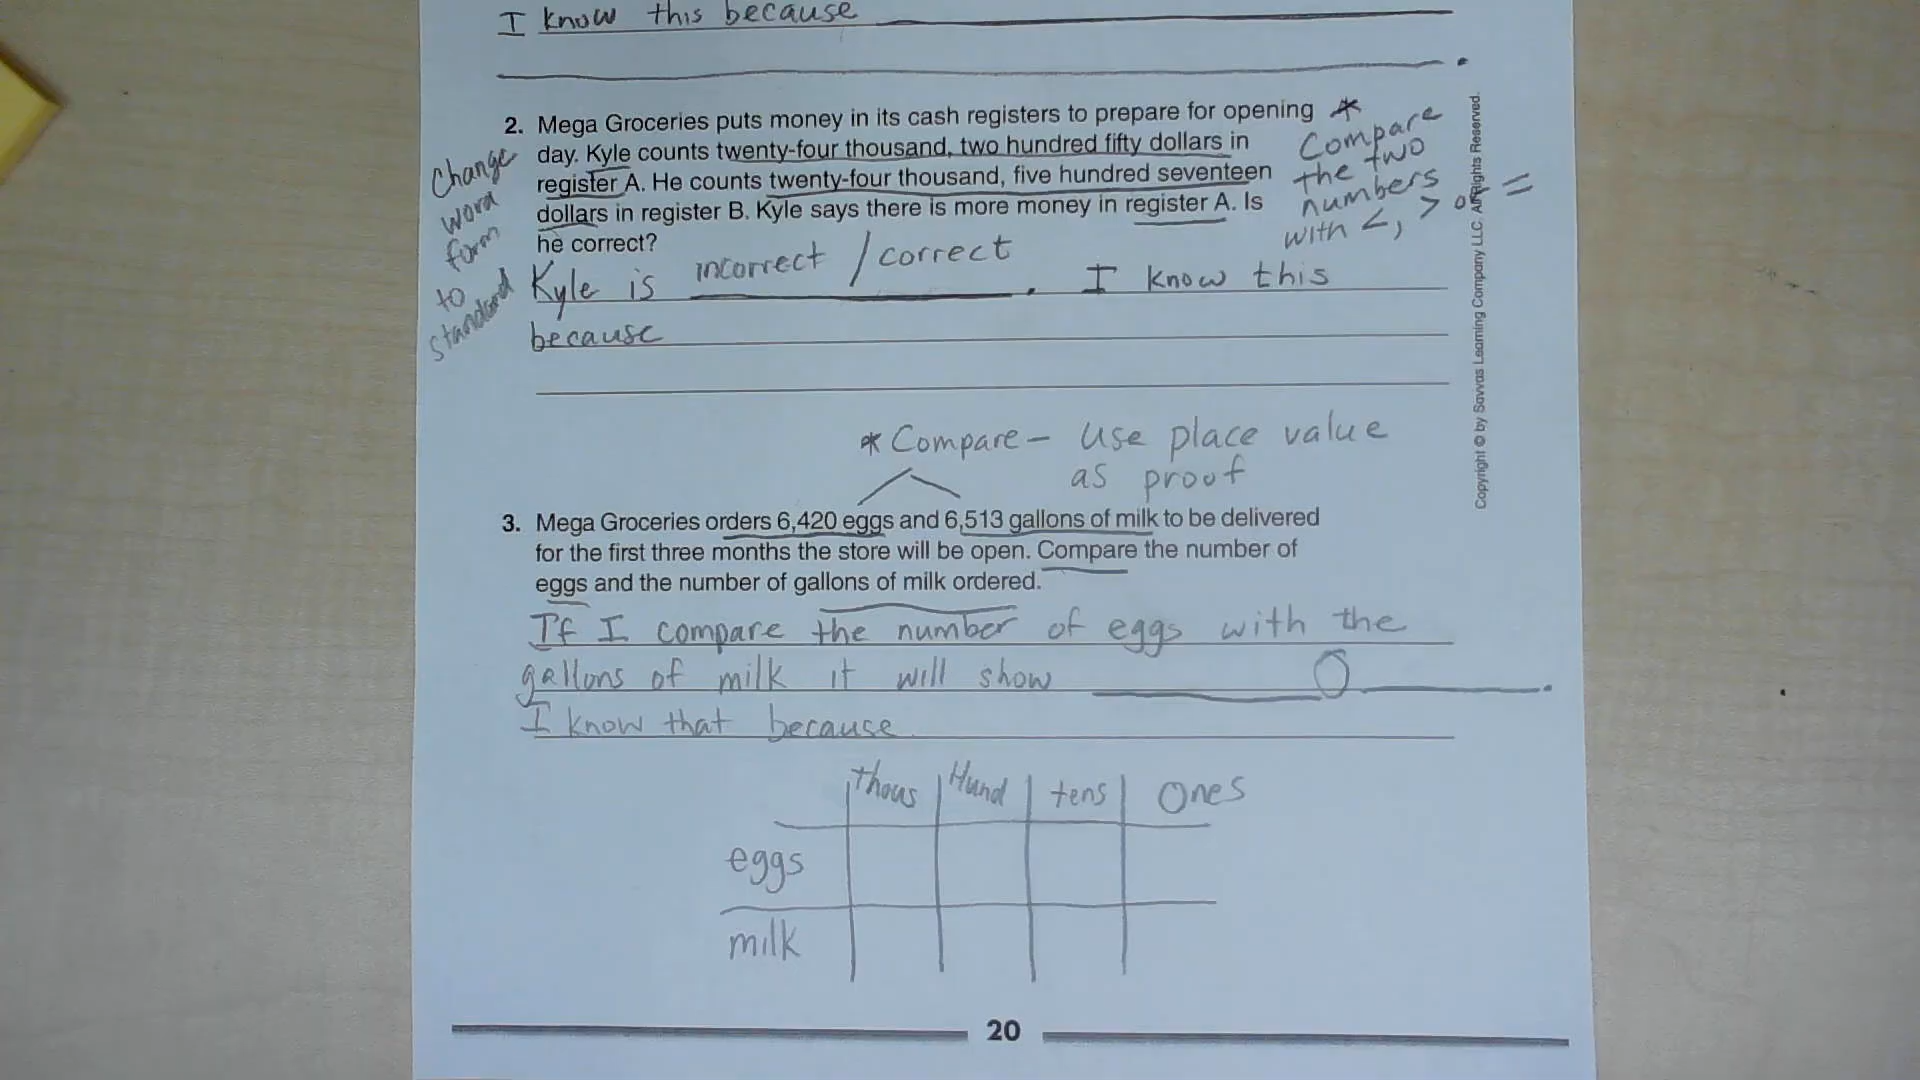 I know this because
.
2. Mega Groceries puts money in its cash registers to prepare for opening
day. Kyle counts twenty-four thousand, two hundred fifty dollars in
register A. He counts twenty-four thousand, five hundred seventeen
dollars in register B. Kyle says there is more money in register A. Is
he correct?
Change
word
form
to
standard
*
Compare
the two
numbers
with <, > or =
Kyle is incorrect / correct . I know this
because
* Compare - Use place value
as proof
3. Mega Groceries orders 6,420 eggs and 6,513 gallons of milk to be delivered
for the first three months the store will be open. Compare the number of
eggs and the number of gallons of milk ordered.
If I compare the number of eggs with the
gallons of milk it will show .
I know that because
thous Hund tens Ones
eggs
milk
20
Copyright © by Savvas Learning Company LLC. All Rights Reserved.